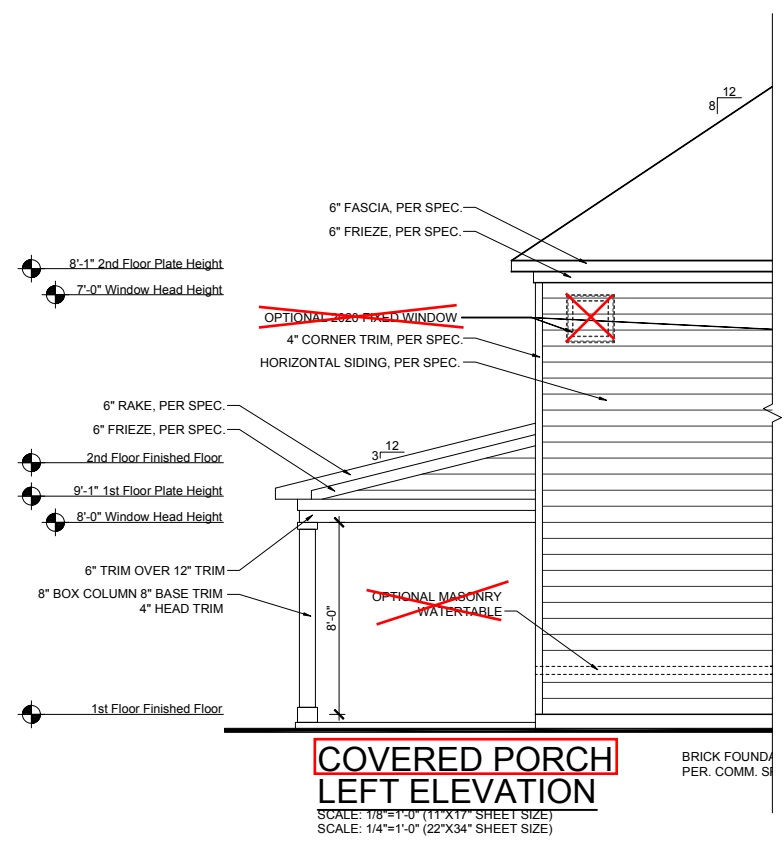 12
8
6" FASCIA, PER SPEC.
6" FRIEZE, PER SPEC.
8'-1" 2nd Floor Plate Height
7'-0" Window Head Height
OPTIONAL 2020 FIXED WINDOW
4" CORNER TRIM, PER SPEC.
HORIZONTAL SIDING, PER SPEC.
6" RAKE, PER SPEC.
6" FRIEZE, PER SPEC.
12
3
2nd Floor Finished Floor
9'-1" 1st Floor Plate Height
8'-0" Window Head Height
6" TRIM OVER 12" TRIM
8" BOX COLUMN 8" BASE TRIM
4" HEAD TRIM
8'-0"
OPTIONAL MASONRY
WATERTABLE
1st Floor Finished Floor
COVERED PORCH
LEFT ELEVATION
SCALE: 1/8"=1'-0" (11"X17" SHEET SIZE)
SCALE: 1/4"=1'-0" (22"X34" SHEET SIZE)
BRICK
PER. COMM.